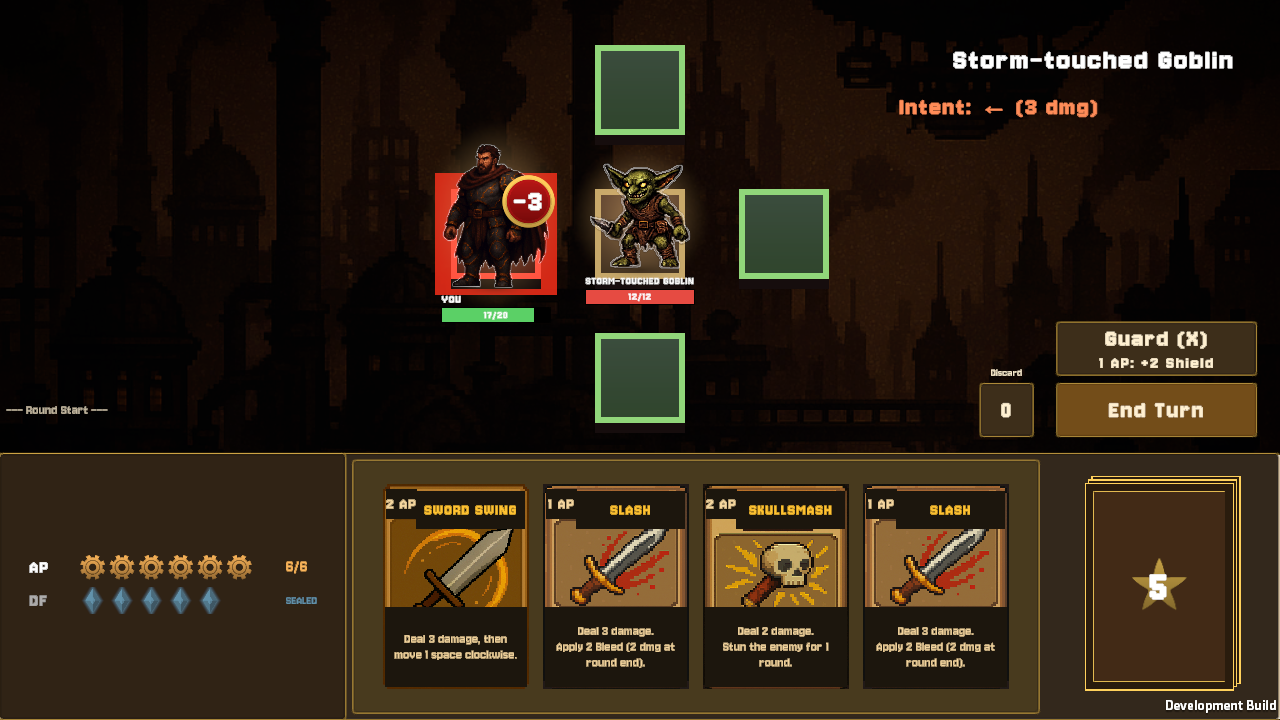 Storm-touched Goblin
Intent: ← (3 dmg)
-3
STORM-TOUCHED GOBLIN
12/12
YOU
17/20
Guard (X)
1 AP: +2 Shield
Discard
0
End Turn
--- Round Start ---
AP
6/6
DF
SEALED
2 AP
SWORD SWING
Deal 3 damage, then
move 1 space clockwise.
1 AP
SLASH
Deal 3 damage.
Apply 2 Bleed (2 dmg at
round end).
2 AP
SKULLSMASH
Deal 2 damage.
Stun the enemy for 1
round.
1 AP
SLASH
Deal 3 damage.
Apply 2 Bleed (2 dmg at
round end).
5
Development Build